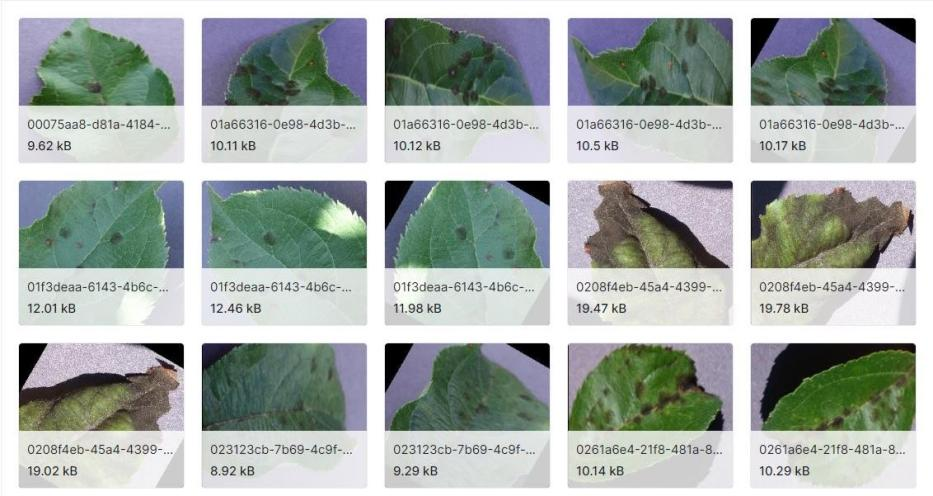 00075aa8-d81a-4184-...
9.62 kB
01a66316-0e98-4d3b-...
10.11 kB
01a66316-0e98-4d3b-...
10.12 kB
01a66316-0e98-4d3b-...
10.5 kB
01a66316-0e98-4d3b-...
10.17 kB
01f3deaa-6143-4b6c-...
12.01 kB
01f3deaa-6143-4b6c-...
12.46 kB
01f3deaa-6143-4b6c-...
11.98 kB
0208f4eb-45a4-4399-...
19.47 kB
0208f4eb-45a4-4399-...
19.78 kB
0208f4eb-45a4-4399-...
19.02 kB
023123cb-7b69-4c9f-...
8.92 kB
023123cb-7b69-4c9f-...
9.29 kB
0261a6e4-21f8-481a-8...
10.14 kB
0261a6e4-21f8-481a-8...
10.29 kB